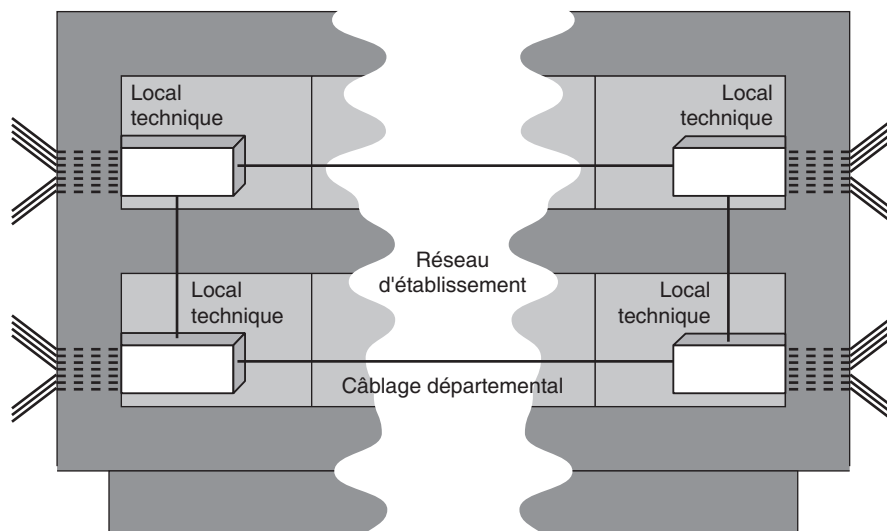 Local
technique
Local
technique
Réseau
d'établissement
Local
technique
Local
technique
Câblage départemental